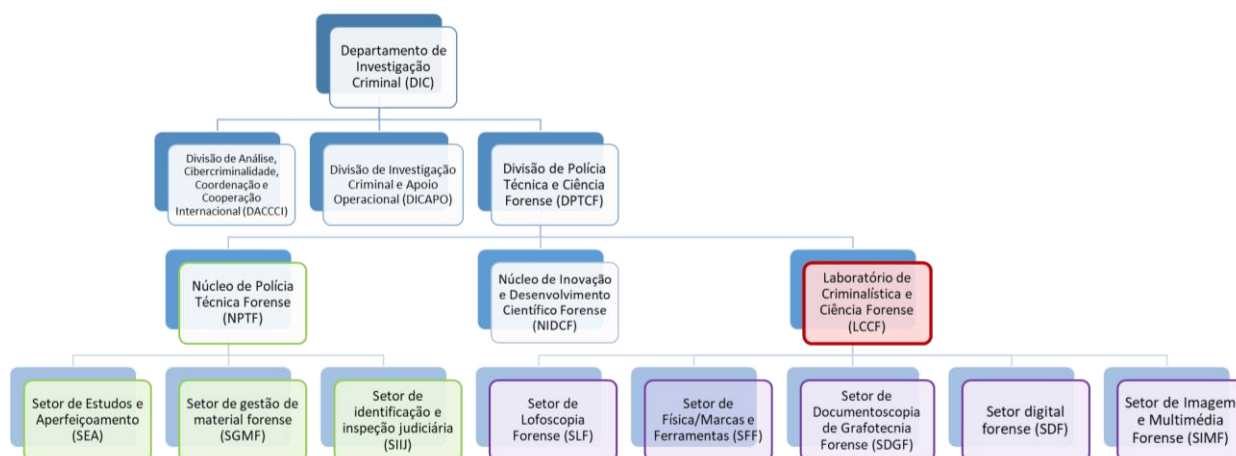 Departamento de
Investigação
Criminal (DIC)
Divisão de Análise,
Cibercriminalidade,
Coordenação e
Cooperação
Internacional (DACCCI)
Divisão de Investigação
Criminal e Apoio
Operacional (DICAPO)
Divisão de Polícia
Técnica e Ciência
Forense (DPTCF)
Núcleo de Polícia
Técnica Forense
(NPTF)
Núcleo de Inovação
e Desenvolvimento
Científico Forense
(NIDCF)
Laboratório de
Criminalística e
Ciência Forense
(LCCF)
Setor de Estudos e
Aperfeiçoamento
(SEA)
Setor de gestão de
material forense
(SGMF)
Setor de
identificação e
inspeção judiciária
(SIIJ)
Setor de
Lofoscopia
Forense (SLF)
Setor de
Física/Marcas e
Ferramentas (SFF)
Setor de
Documentoscopia
de Grafotecnia
Forense (SDGF)
Setor digital
forense (SDF)
Setor de Imagem
e Multimédia
Forense (SIMF)